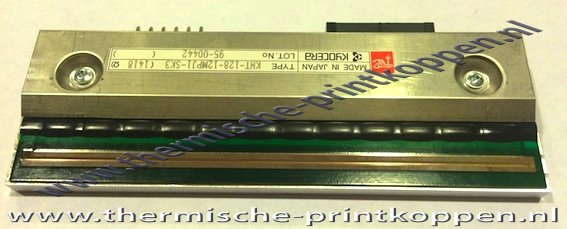 www.thermische-printkoppen.nl
MADE IN JAPAN TYPE KHT-128-12MPJ1-SK3 (1418 Ω)
KYOCERA LOT.No 95-00442 ( )
www.thermische-printkoppen.nl